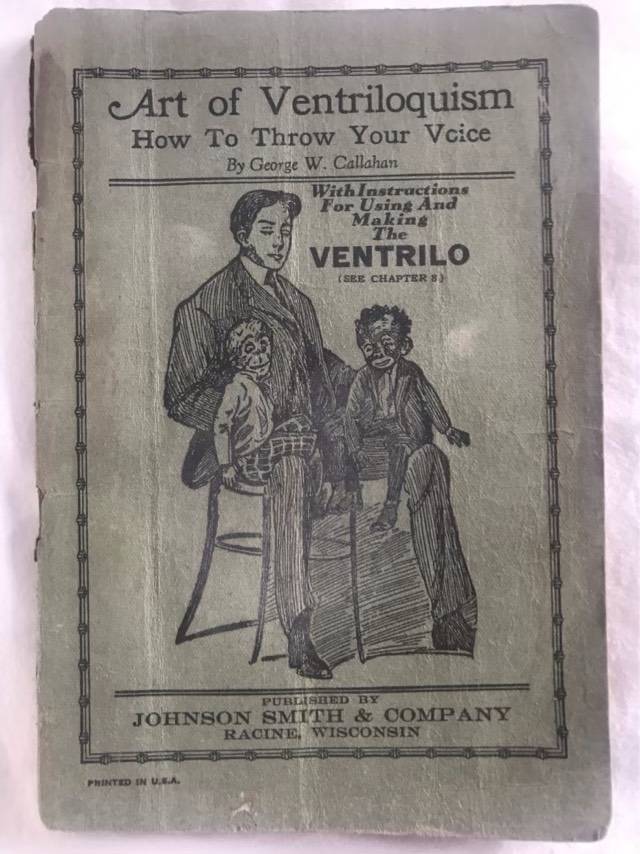 Art of Ventriloquism
How To Throw Your Vcice
By George W. Callahan
With Instructions
For Using And
Making
The
VENTRILO
(SEE CHAPTER 8)
PUBLISHED BY
JOHNSON SMITH & COMPANY
RACINE, WISCONSIN
PRINTED IN U.S.A.